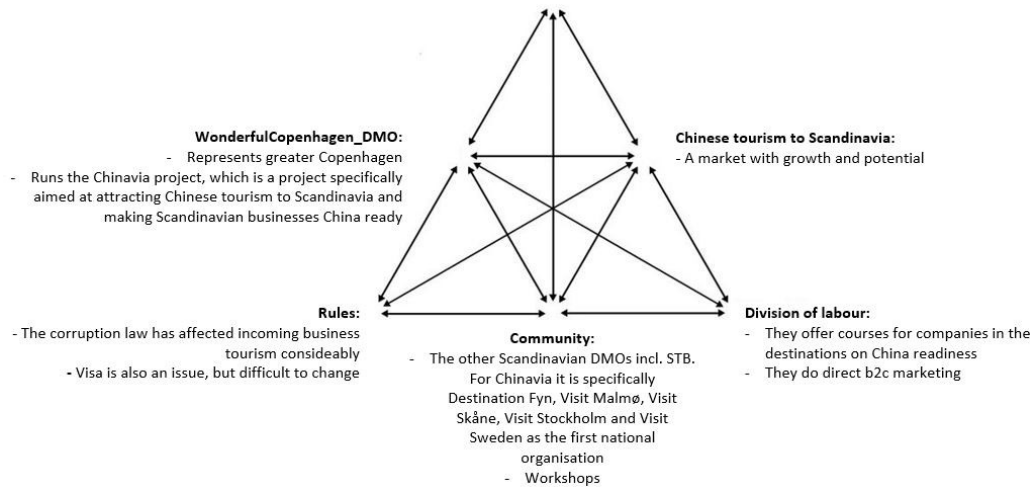 WonderfulCopenhagen_DMO:
- Represents greater Copenhagen
- Runs the Chinavia project, which is a project specifically
aimed at attracting Chinese tourism to Scandinavia and
making Scandinavian businesses China ready
Chinese tourism to Scandinavia:
- A market with growth and potential
Rules:
- The corruption law has affected incoming business
tourism consideably
- Visa is also an issue, but difficult to change
Community:
- The other Scandinavian DMOs incl. STB.
For Chinavia it is specifically
Destination Fyn, Visit Malmø, Visit
Skåne, Visit Stockholm and Visit
Sweden as the first national
organisation
- Workshops
Division of labour:
- They offer courses for companies in the
destinations on China readiness
- They do direct b2c marketing